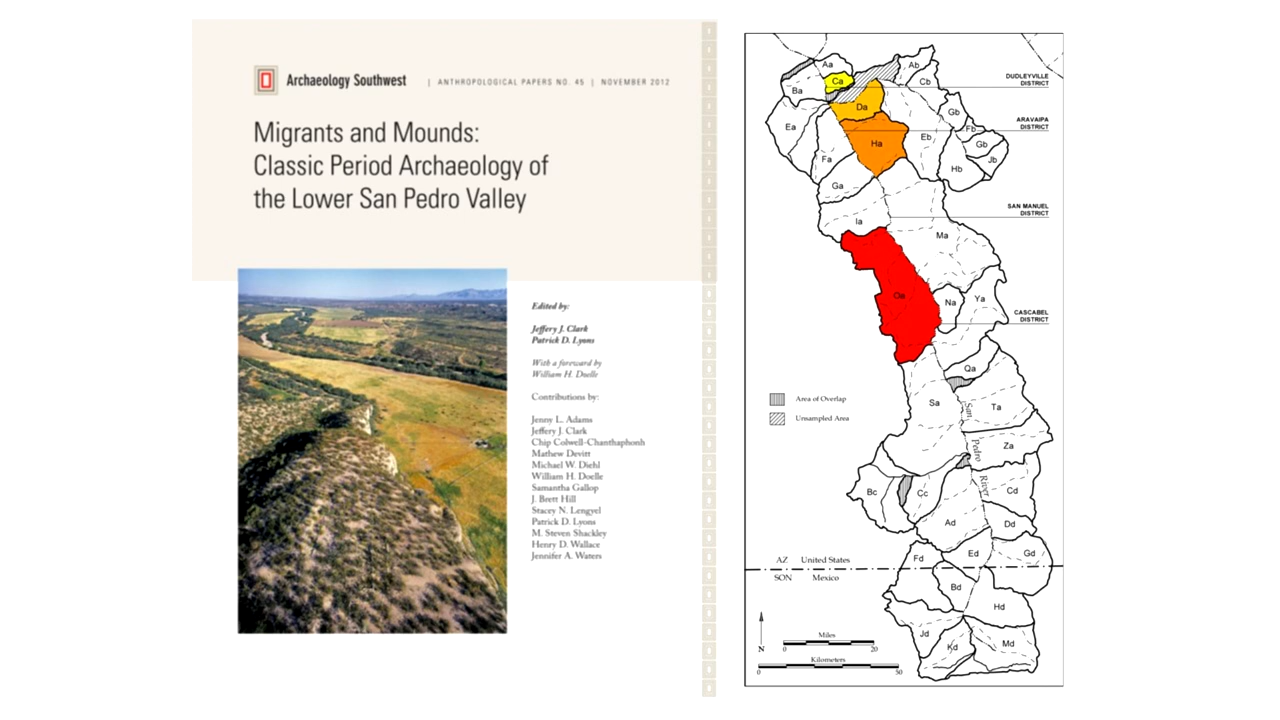 Archaeology Southwest | ANTHROPOLOGICAL PAPERS NO. 45 | NOVEMBER 2012
Migrants and Mounds:
Classic Period Archaeology of
the Lower San Pedro Valley
Edited by:
Jeffery J. Clark
Patrick D. Lyons
With a foreword by
William H. Doelle
Contributions by:
Jenny L. Adams
Jeffery J. Clark
Chip Colwell-Chanthaphonh
Mathew Devitt
Michael W. Diehl
William H. Doelle
Samantha Gallop
J. Brett Hill
Stacey N. Lengyel
Patrick D. Lyons
M. Steven Shackley
Henry D. Wallace
Jennifer A. Waters
Aa
Ab
Ca
Cb
DUDLEYVILLE
DISTRICT
Ba
Da
Gb
Ea
Fb
ARAVAIPA
DISTRICT
Eb
Ha
Gb
Fa
Jb
Hb
Ga
SAN MANUEL
DISTRICT
Ia
Ma
Oa
Na
Ya
CASCABEL
DISTRICT
Qa
Area of Overlap
Unsampled Area
Sa
San
Ta
Pedro
Za
River
Bc
Cc
Cd
Ad
Dd
Fd
Ed
Gd
AZ United States
SON Mexico
Bd
Hd
Jd
Kd
Md
N
Miles
0 20
Kilometers
0 50